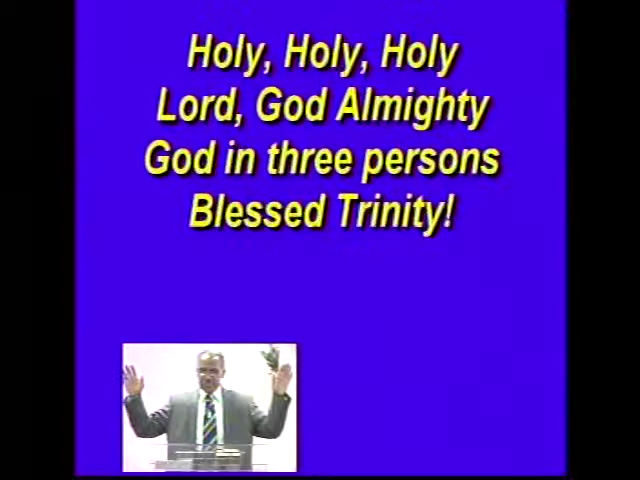 Holy, Holy, Holy
Lord, God Almighty
God in three persons
Blessed Trinity!